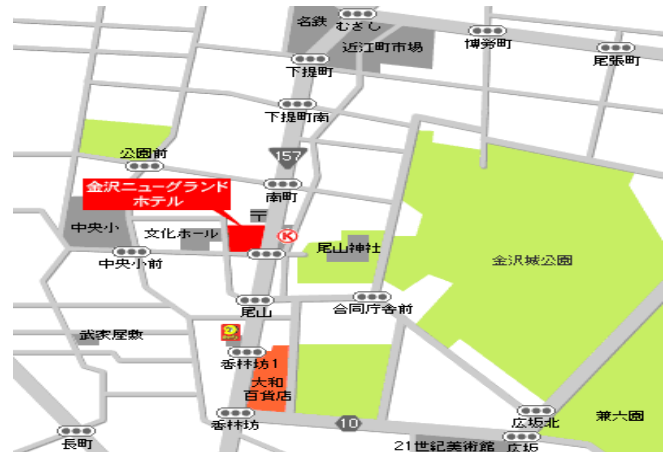 名鉄
むさし
近江町市場
博労町
尾張町
下提町
下提町南
公園前
157
南町
金沢ニューグランド
ホテル
〒
中央小
文化ホール
K
尾山神社
金沢城公園
中央小前
尾山
合同庁舎前
武家屋敷
香林坊1
大和
百貨店
香林坊
10
広坂北
兼六園
長町
21世紀美術館
広坂